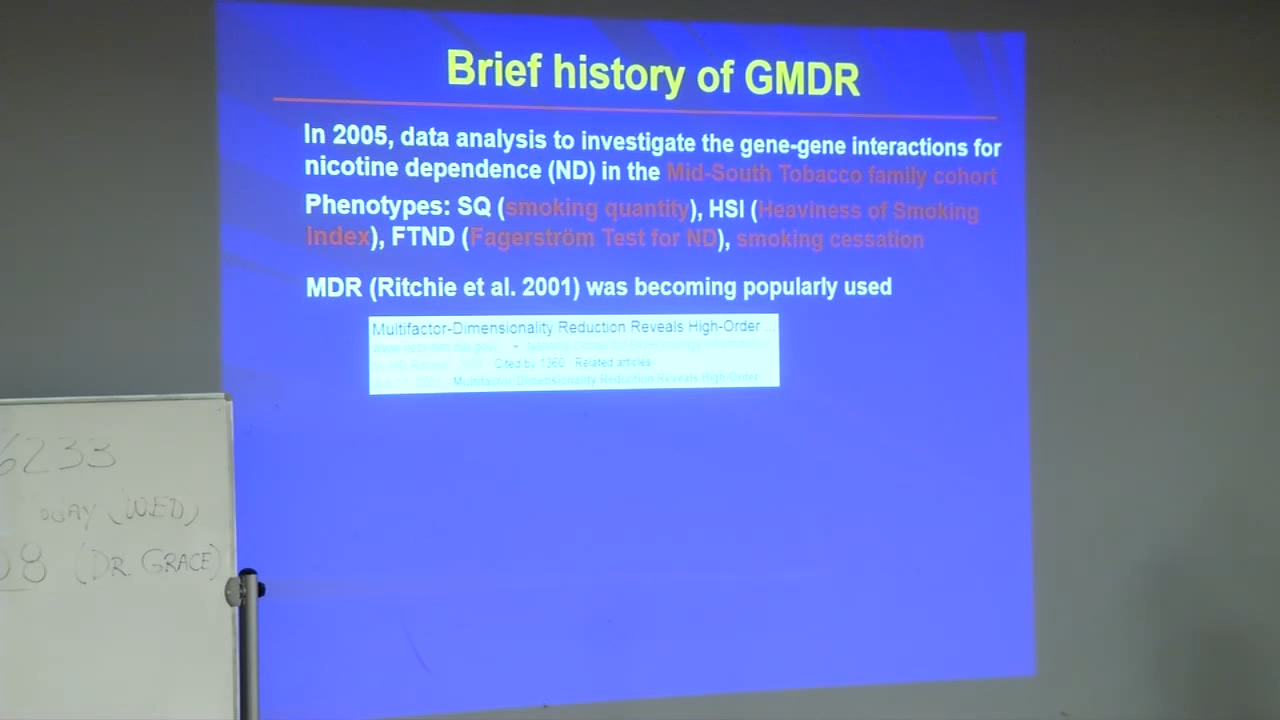 Brief history of GMDR
In 2005, data analysis to investigate the gene-gene interactions for
nicotine dependence (ND) in the Mid-South Tobacco family cohort
Phenotypes: SQ (smoking quantity), HSI (Heaviness of Smoking
Index), FTND (Fagerström Test for ND), smoking cessation
MDR (Ritchie et al. 2001) was becoming popularly used
Multifactor-Dimensionality Reduction Reveals High-Order ...
Cited by 1360 Related articles
Multifactor-Dimensionality Reduction Reveals High-Order
6233
(WED)
08 (DR. GRACE)